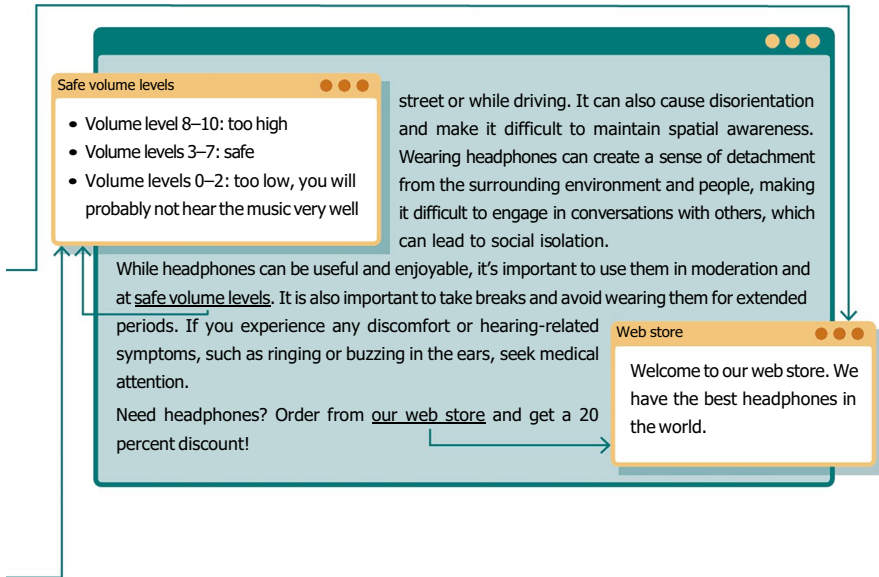 Safe volume levels
• Volume level 8–10: too high
• Volume levels 3–7: safe
• Volume levels 0–2: too low, you will
probably not hear the music very well
street or while driving. It can also cause disorientation
and make it difficult to maintain spatial awareness.
Wearing headphones can create a sense of detachment
from the surrounding environment and people, making
it difficult to engage in conversations with others, which
can lead to social isolation.
While headphones can be useful and enjoyable, it’s important to use them in moderation and
at safe volume levels. It is also important to take breaks and avoid wearing them for extended
periods. If you experience any discomfort or hearing-related
symptoms, such as ringing or buzzing in the ears, seek medical
attention.
Need headphones? Order from our web store and get a 20
percent discount!
Web store
Welcome to our web store. We
have the best headphones in
the world.